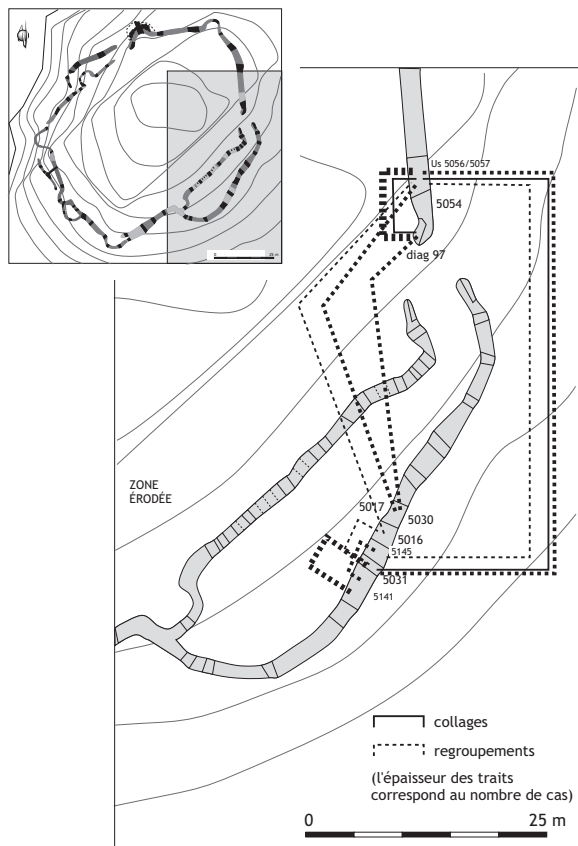 25 m
Us 5056/5057
5054
diag 97
ZONE
ÉRODÉE
5017
5030
5016
5145
5031
5141
collages
regroupements
(l'épaisseur des traits
correspond au nombre de cas)
0 25 m